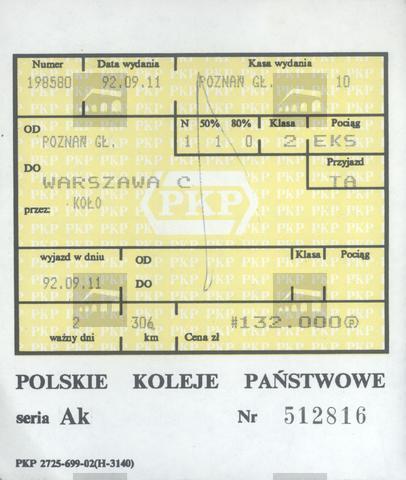 Numer Data wydania Kasa wydania
198580 92.09.11 POZNAŃ GŁ. 10
OD N 50% 80% Klasa Pociąg
POZNAŃ GŁ. 1 1 0 2 EKS
DO Przyjazd
WARSZAWA C TA
przez: KOŁO
PKP
wyjazd w dniu OD Klasa Pociąg
92.09.11 DO
2 306 #132.000@
ważny dni km Cena zł
POLSKIE KOLEJE PAŃSTWOWE
seria Ak Nr 512816
PKP 2725-699-02(H-3140)